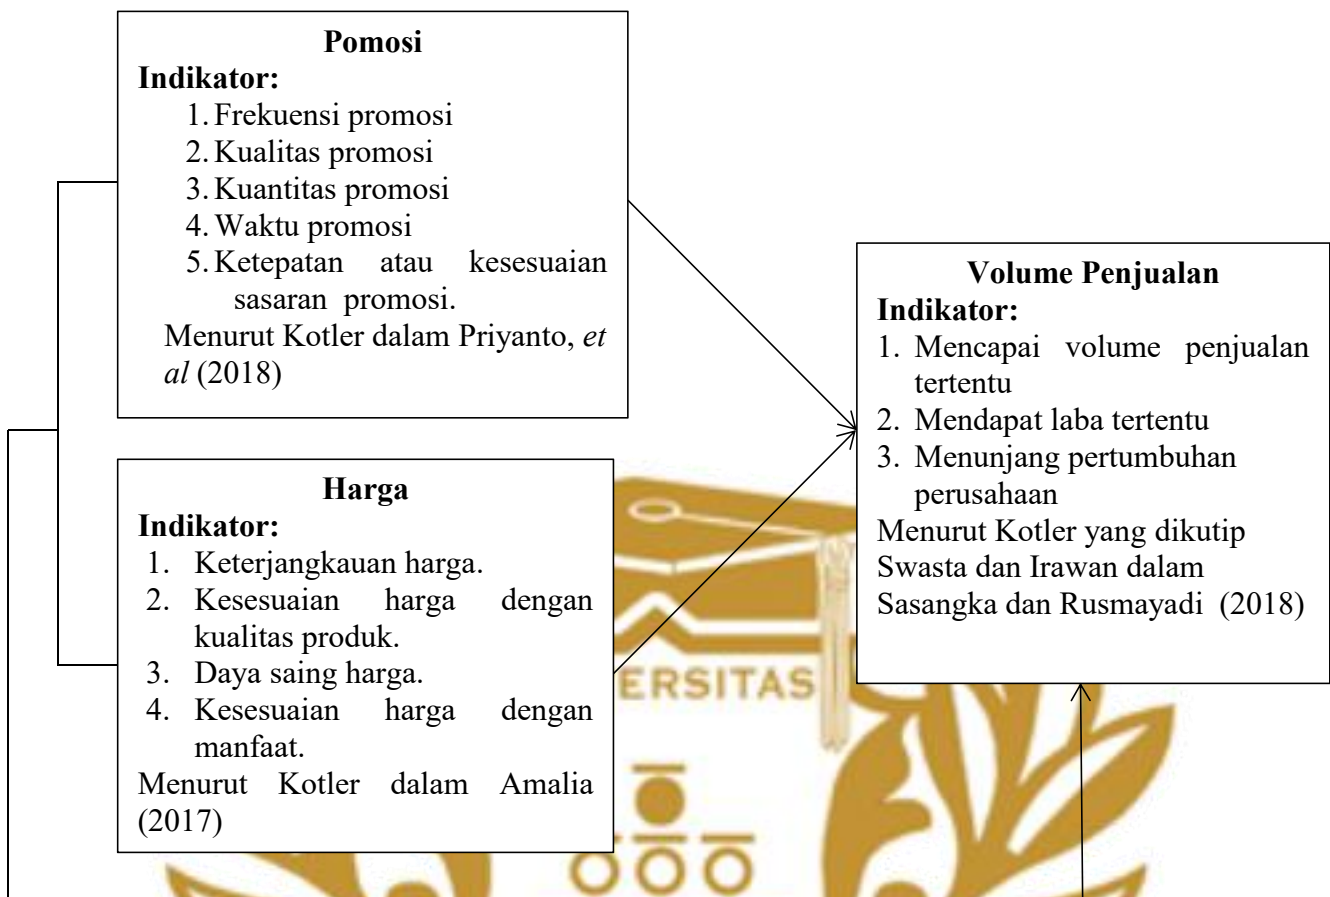 Pomosi
Indikator:
1. Frekuensi promosi
2. Kualitas promosi
3. Kuantitas promosi
4. Waktu promosi
5. Ketepatan atau kesesuaian
sasaran promosi.
Menurut Kotler dalam Priyanto, et
al (2018)
Harga
Indikator:
1. Keterjangkauan harga.
2. Kesesuaian harga dengan
kualitas produk.
3. Daya saing harga.
4. Kesesuaian harga dengan
manfaat.
Menurut Kotler dalam Amalia
(2017)
Volume Penjualan
Indikator:
1. Mencapai volume penjualan
tertentu
2. Mendapat laba tertentu
3. Menunjang pertumbuhan
perusahaan
Menurut Kotler yang dikutip
Swasta dan Irawan dalam
Sasangka dan Rusmayadi (2018)
ERSITAS